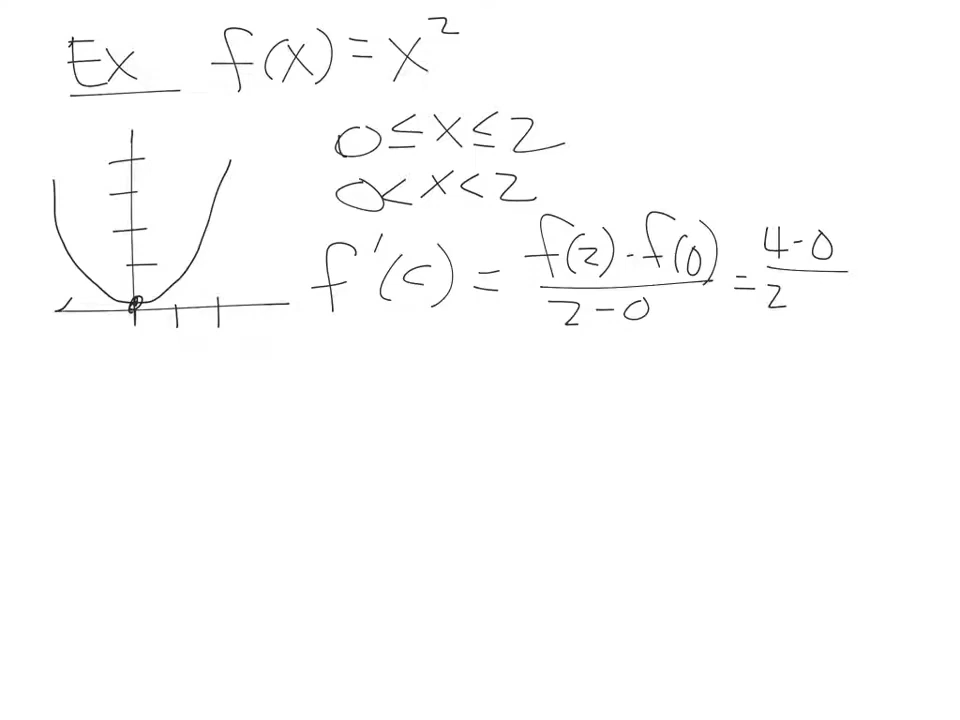 Ex f(x) = x²
0 ≤ x ≤ 2
0 < x < 2
f'(c) = f(2) - f(0) / 2 - 0 = 4 - 0 / 2